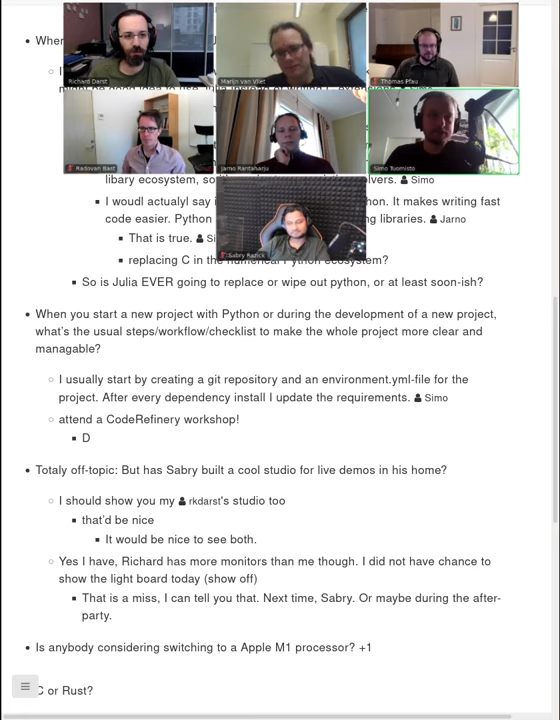 When
Richard Darst
Marijn van Vliet
Thomas Pfau
Radovan Bast
Jarno Rantaharju
Simo Tuomisto
libary ecosystem, so vers. Simo
I woudl actualyl say i hon. It makes writing fast
code easier. Python ng libraries. Jarno
That is true. Si
Sabry Razick
replacing C in the numerical Python ecosystem?
So is Julia EVER going to replace or wipe out python, or at least soon-ish?
When you start a new project with Python or during the development of a new project,
what's the usual steps/workflow/checklist to make the whole project more clear and
managable?
I usually start by creating a git repository and an environment.yml-file for the
project. After every dependency install I update the requirements. Simo
attend a CodeRefinery workshop!
D
Totaly off-topic: But has Sabry built a cool studio for live demos in his home?
I should show you my rkdarst's studio too
that'd be nice
It would be nice to see both.
Yes I have, Richard has more monitors than me though. I did not have chance to
show the light board today (show off)
That is a miss, I can tell you that. Next time, Sabry. Or maybe during the after-
party.
Is anybody considering switching to a Apple M1 processor? +1
C or Rust?